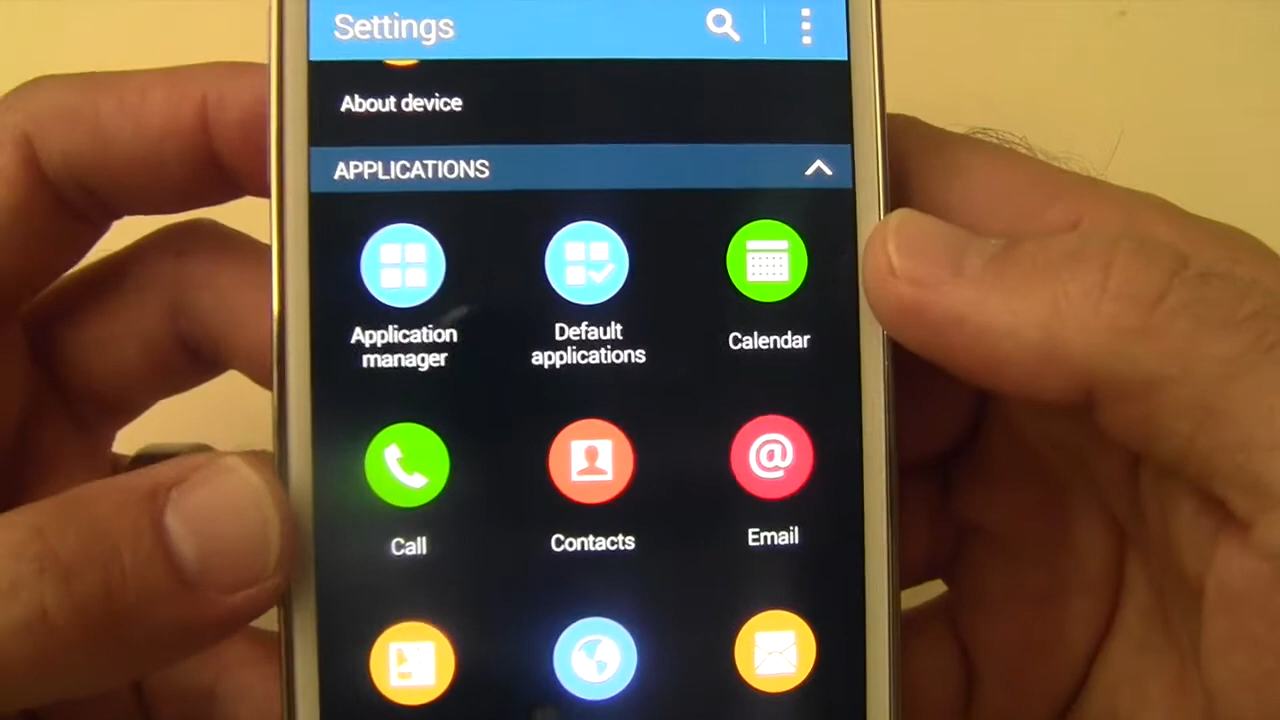 Settings
About device
APPLICATIONS
Application
manager
Default
applications
Calendar
Call
Contacts
@
Email